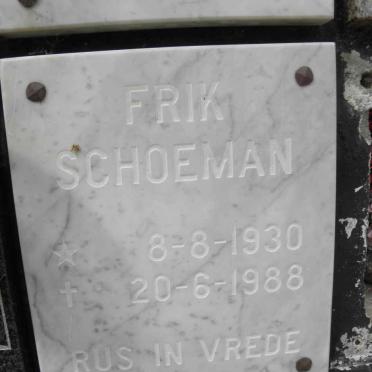 FRIK
SCHOEMAN
8-8-1930
20-6-1988
RUS IN VREDE